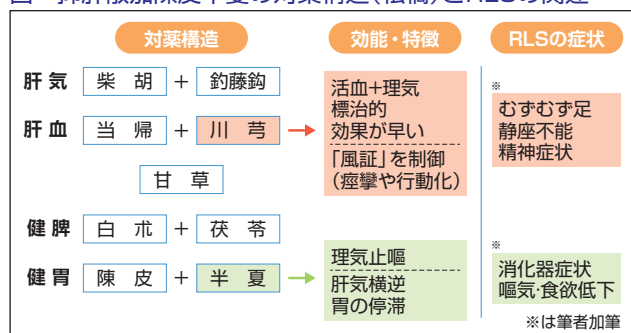 対薬構造 効能・特徴 RLSの症状
肝気 柴胡 + 釣藤鈎
肝血 当帰 + 川芎
甘草
健脾 白朮 + 茯苓
健胃 陳皮 + 半夏
活血+理気
標治的
効果が早い
「風証」を制御
(痙攣や行動化)
理気止嘔
肝気横逆
胃の停滞
※
むずむず足
静座不能
精神症状
※
消化器症状
嘔気・食欲低下
※は筆者加筆